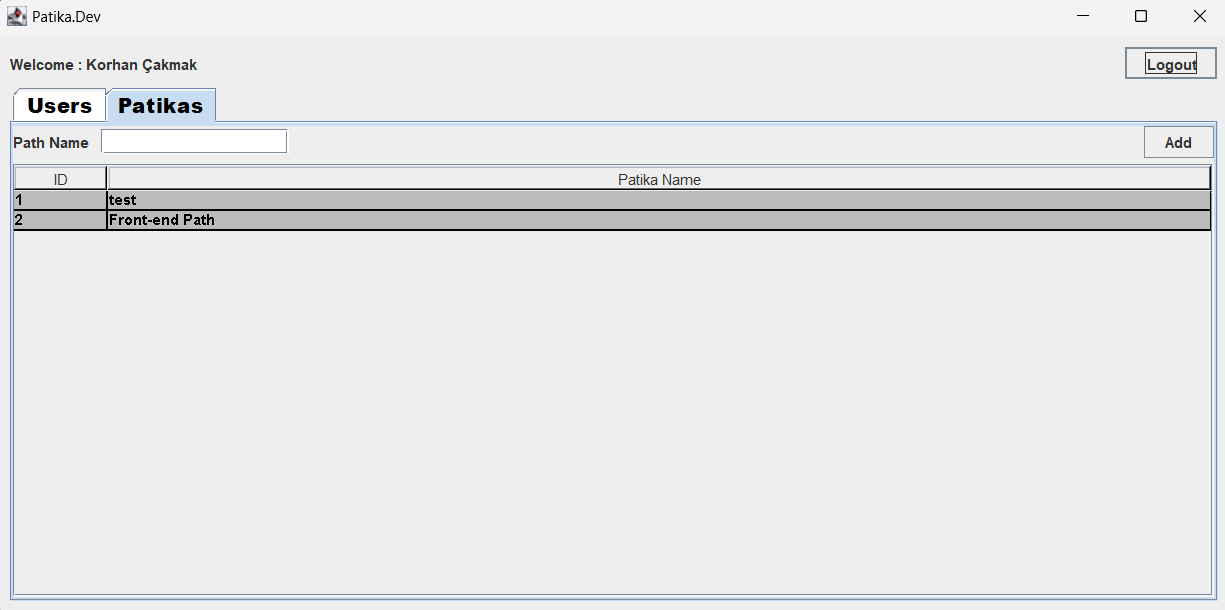 Patika.Dev
Welcome : Korhan Çakmak
Logout
Users
Patikas
Path Name
Add
ID
Patika Name
1
test
2
Front-end Path